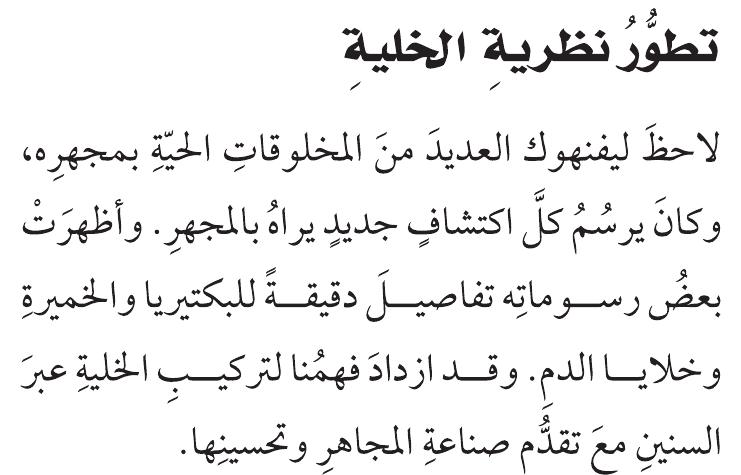 تطوُّرُ نظريةِ الخليةِ
لاحظَ ليفنهوك العديدَ منَ المخلوقاتِ الحيّةِ بمجهرِه،
وكانَ يرسُمُ كلَّ اكتشافٍ جديدٍ يراهُ بالمجهرِ. وأظهرَتْ
بعضُ رسوماتِه تفاصيلَ دقيقةً للبكتيريا والخميرةِ
وخلايا الدمِ. وقد ازدادَ فهمُنا لتركيبِ الخليةِ عبرَ
السنينِ معَ تقدُّمِ صناعةِ المجاهرِ وتحسينِها.